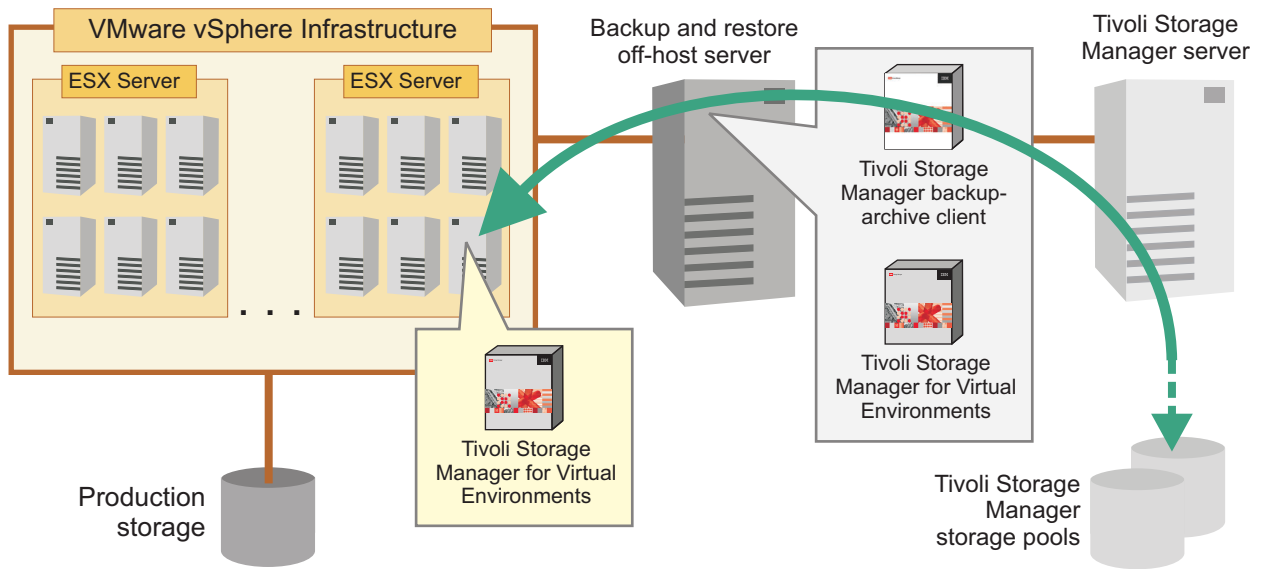 VMware vSphere Infrastructure
ESX Server
ESX Server
. . .
Backup and restore
off-host server
Tivoli Storage
Manager server
Tivoli Storage
Manager backup-
archive client
Tivoli Storage
Manager for Virtual
Environments
Tivoli Storage
Manager for Virtual
Environments
Production
storage
Tivoli Storage
Manager
storage pools